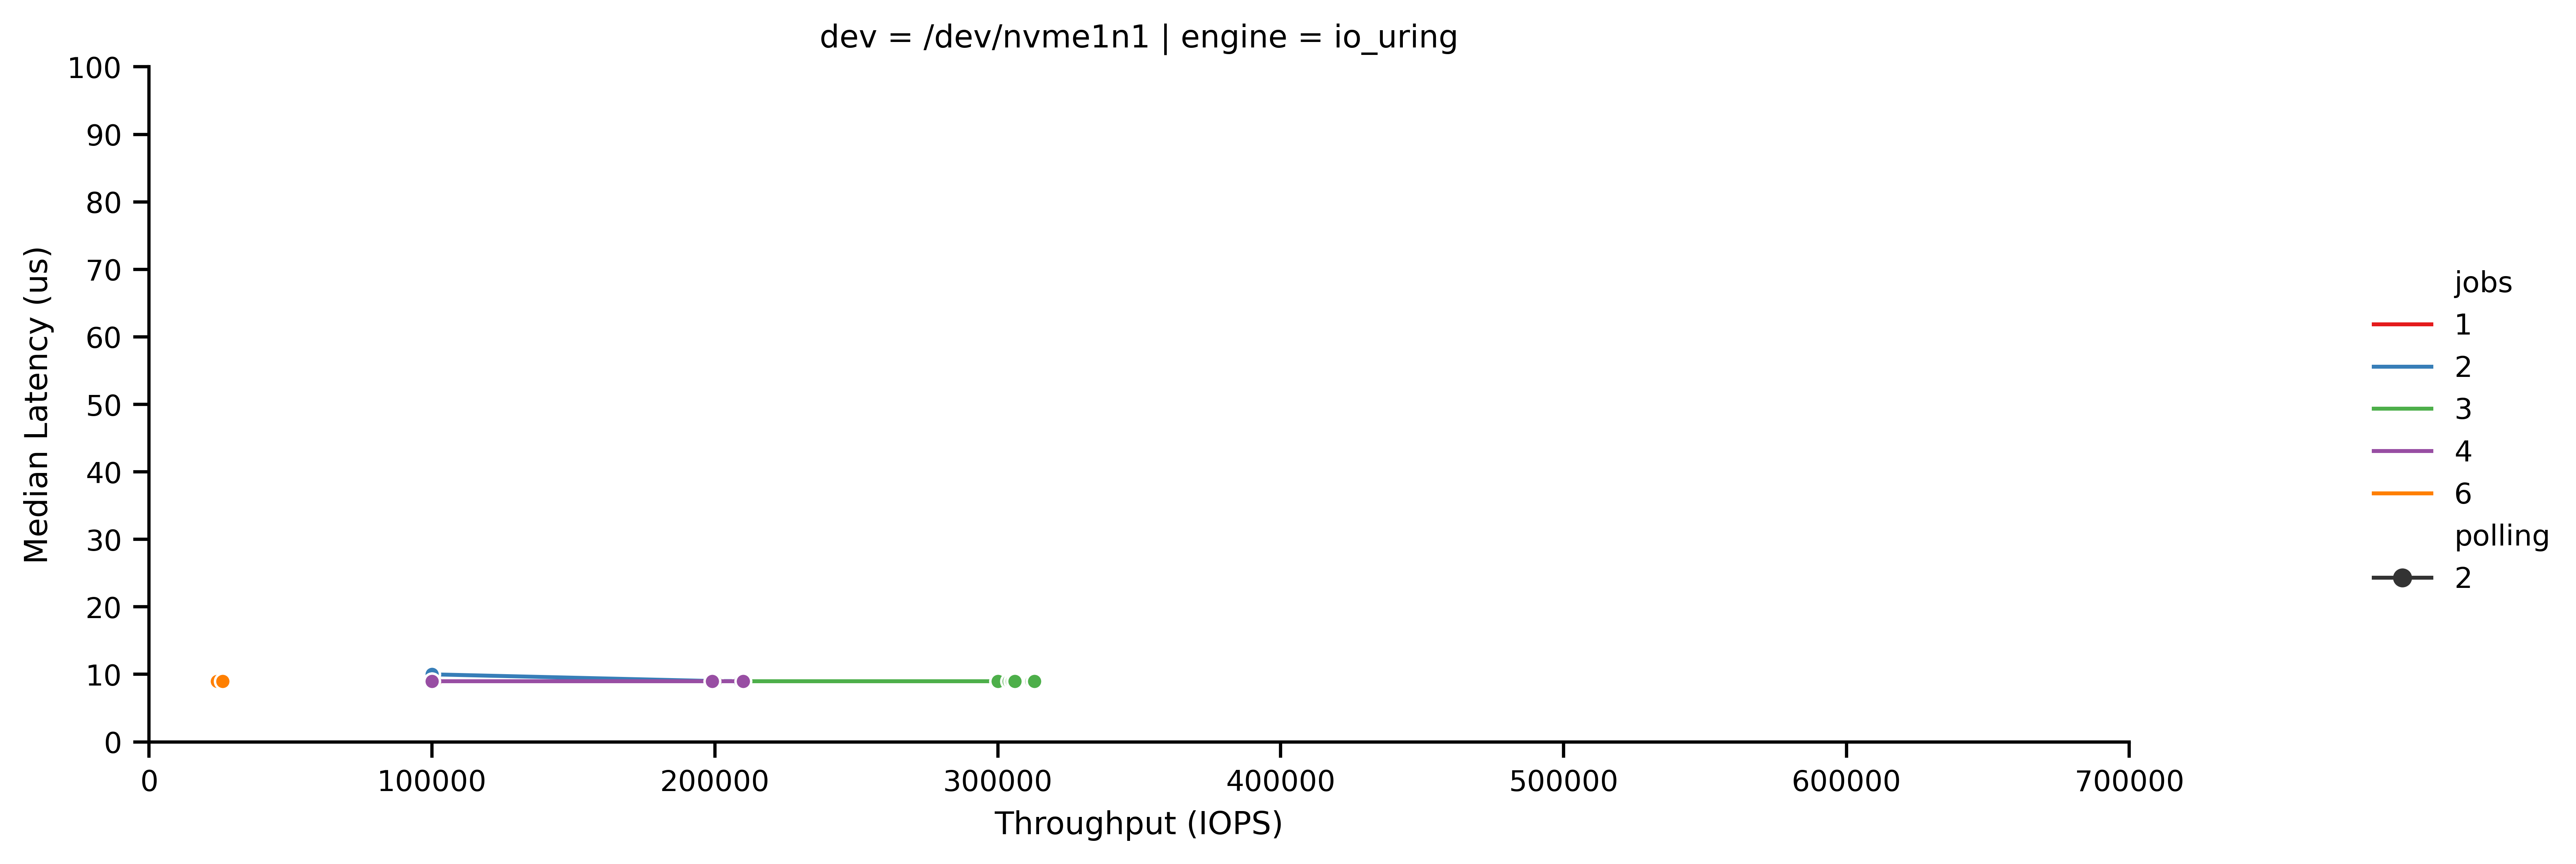 dev = /dev/nvme1n1 | engine = io_uring
100
90
80
70
60
50
40
30
20
10
0
Median Latency (us)
0 100000 200000 300000 400000 500000 600000 700000
Throughput (IOPS)
jobs
1
2
3
4
6
polling
2